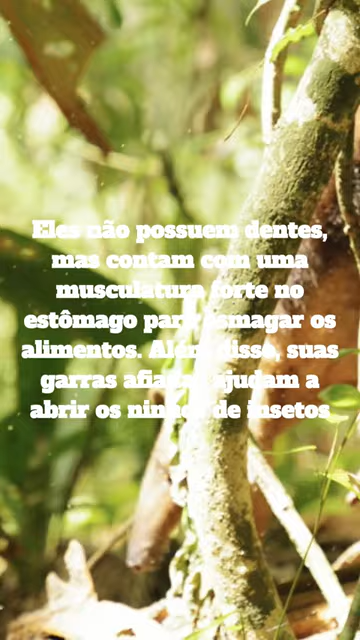 Eles não possuem dentes,
mas contam com uma
musculatura forte no
estômago para esmagar os
alimentos. Além disso, suas
garras afiadas ajudam a
abrir os ninhos de insetos